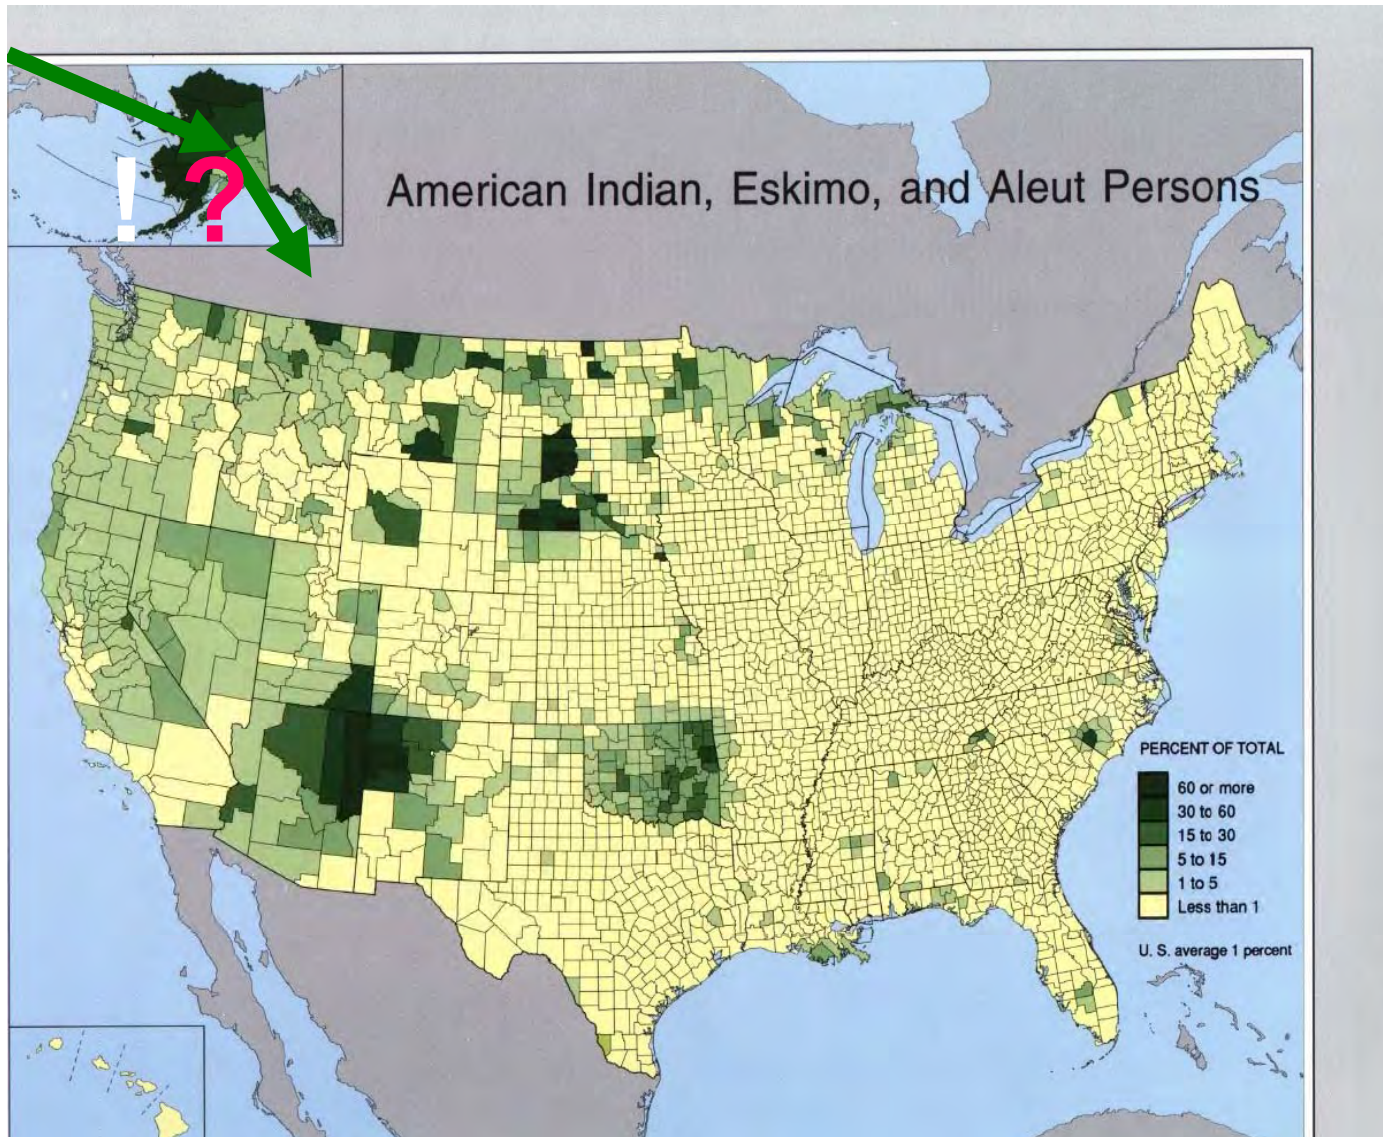 ! ?
American Indian, Eskimo, and Aleut Persons
PERCENT OF TOTAL
60 or more
30 to 60
15 to 30
5 to 15
1 to 5
Less than 1
U. S. average 1 percent